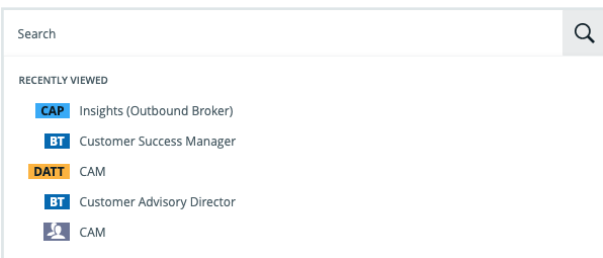 Search
RECENTLY VIEWED
CAP Insights (Outbound Broker)
BT Customer Success Manager
DATT CAM
BT Customer Advisory Director
CAM